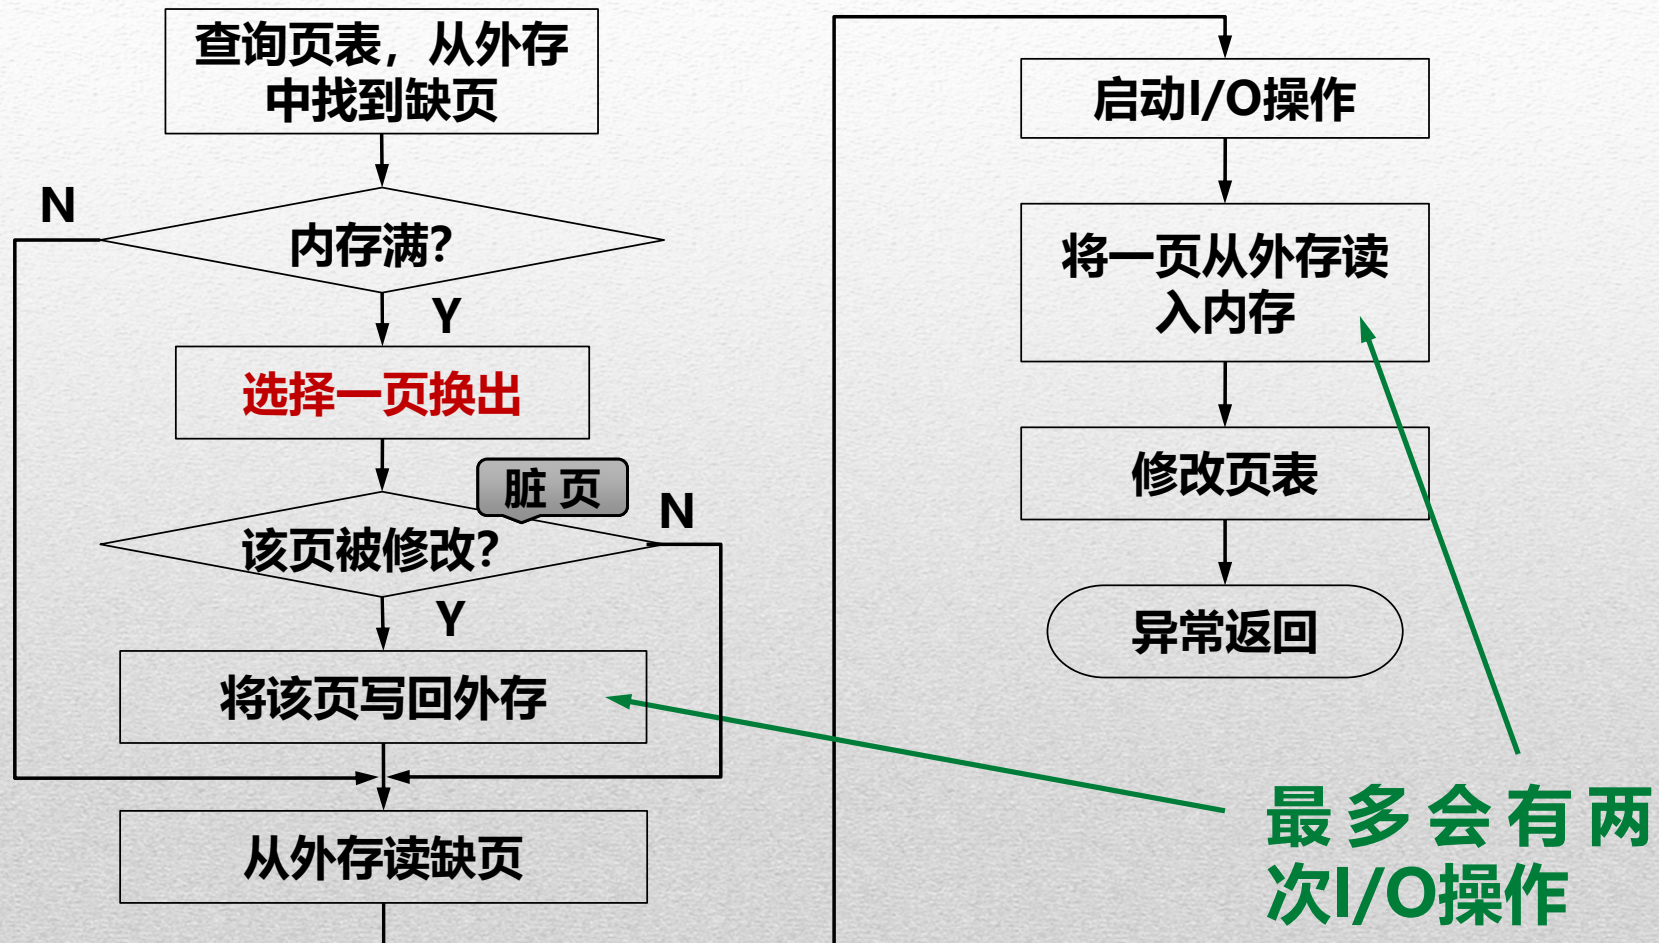 查询页表，从外存
中找到缺页
N
内存满？
Y
选择一页换出
脏 页
该页被修改？
N
Y
将该页写回外存
从外存读缺页
启动I/O操作
将一页从外存读
入内存
修改页表
异常返回
最多会有两
次I/O操作